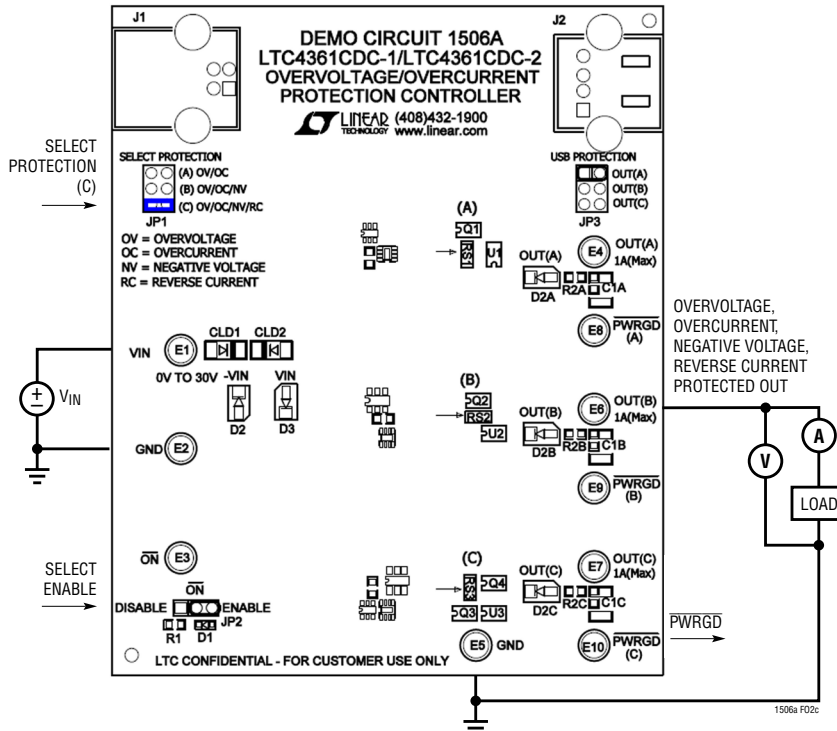 J1
J2
DEMO CIRCUIT 1506A
LTC4361CDC-1/LTC4361CDC-2
OVERVOLTAGE/OVERCURRENT
PROTECTION CONTROLLER
LINEAR TECHNOLOGY (408)432-1900
www.linear.com
SELECT
PROTECTION
(C)
SELECT PROTECTION
(A) OV/OC
(B) OV/OC/NV
(C) OV/OC/NV/RC
JP1
OV = OVERVOLTAGE
OC = OVERCURRENT
NV = NEGATIVE VOLTAGE
RC = REVERSE CURRENT
USB PROTECTION
OUT(A)
OUT(B)
OUT(C)
JP3
(A)
Q1
RS1
U1
OUT(A)
D2A
R2A
C1A
E4
OUT(A)
1A(Max)
E8
PWRGD
(A)
OVERVOLTAGE,
OVERCURRENT,
NEGATIVE VOLTAGE,
REVERSE CURRENT
PROTECTED OUT
VIN
E1
CLD1
CLD2
0V TO 30V
-VIN
VIN
D2
D3
± VIN
GND
E2
(B)
Q2
RS2
U2
OUT(B)
D2B
R2B
C1B
E6
OUT(B)
1A(Max)
E9
PWRGD
(B)
V
A
LOAD
ON
E3
SELECT
ENABLE
ON
DISABLE
ENABLE
JP2
R1
D1
(C)
RS3
Q4
Q3
U3
OUT(C)
D2C
R2C
C1C
E7
OUT(C)
1A(Max)
PWRGD
E5
GND
E10
PWRGD
(C)
LTC CONFIDENTIAL - FOR CUSTOMER USE ONLY
1506a F02c